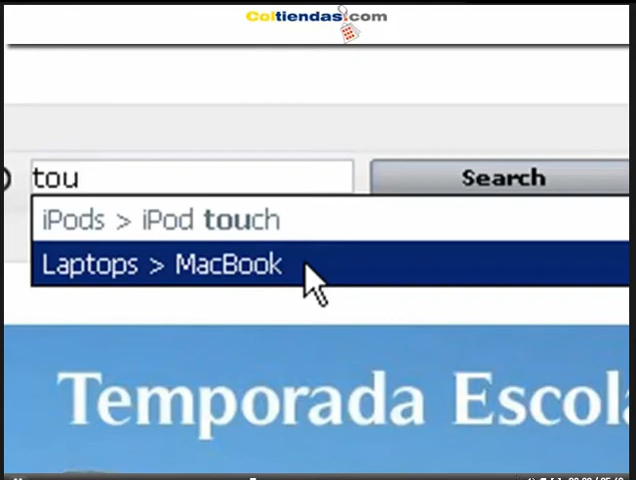 Coltiendas.com
tou
Search
iPods > iPod touch
Laptops > MacBook
Temporada Escola